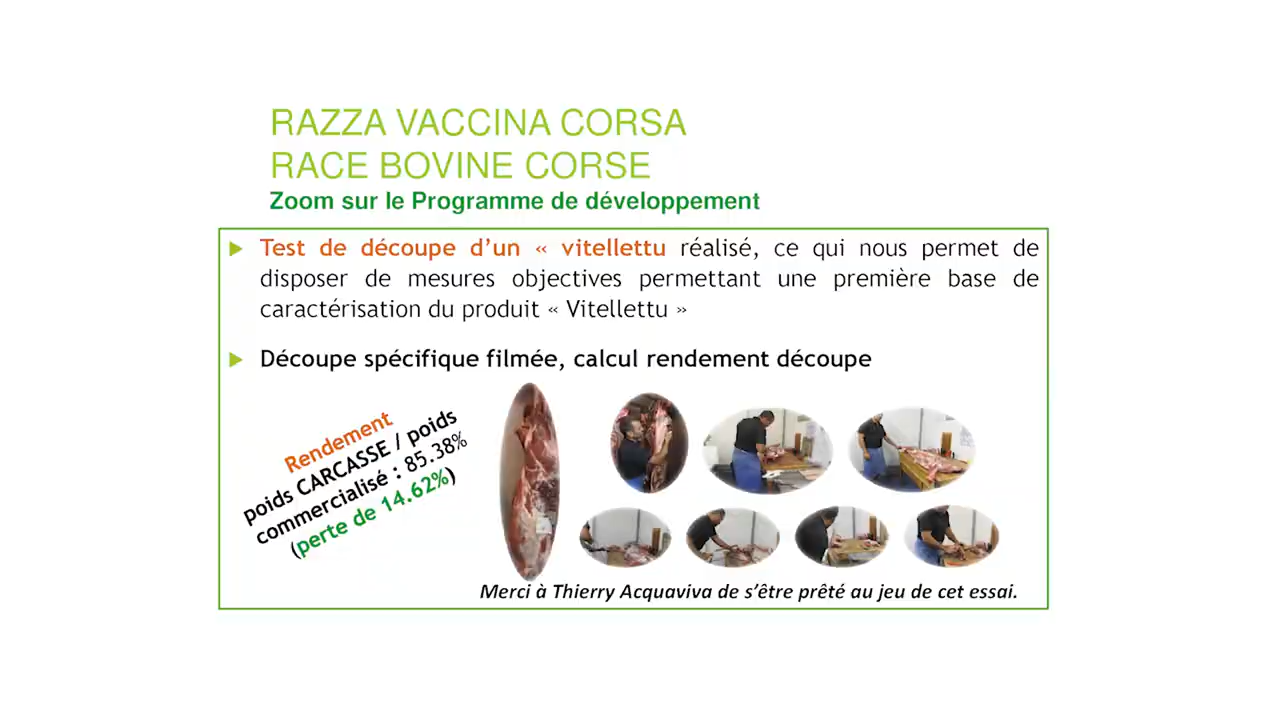 RAZZA VACCINA CORSA
RACE BOVINE CORSE
Zoom sur le Programme de développement
Test de découpe d’un « vitellettu réalisé, ce qui nous permet de
disposer de mesures objectives permettant une première base de
caractérisation du produit « Vitellettu »
Découpe spécifique filmée, calcul rendement découpe
Rendement
poids CARCASSE / poids
commercialisé : 85.38%
(perte de 14.62%)
Merci à Thierry Acquaviva de s’être prêté au jeu de cet essai.